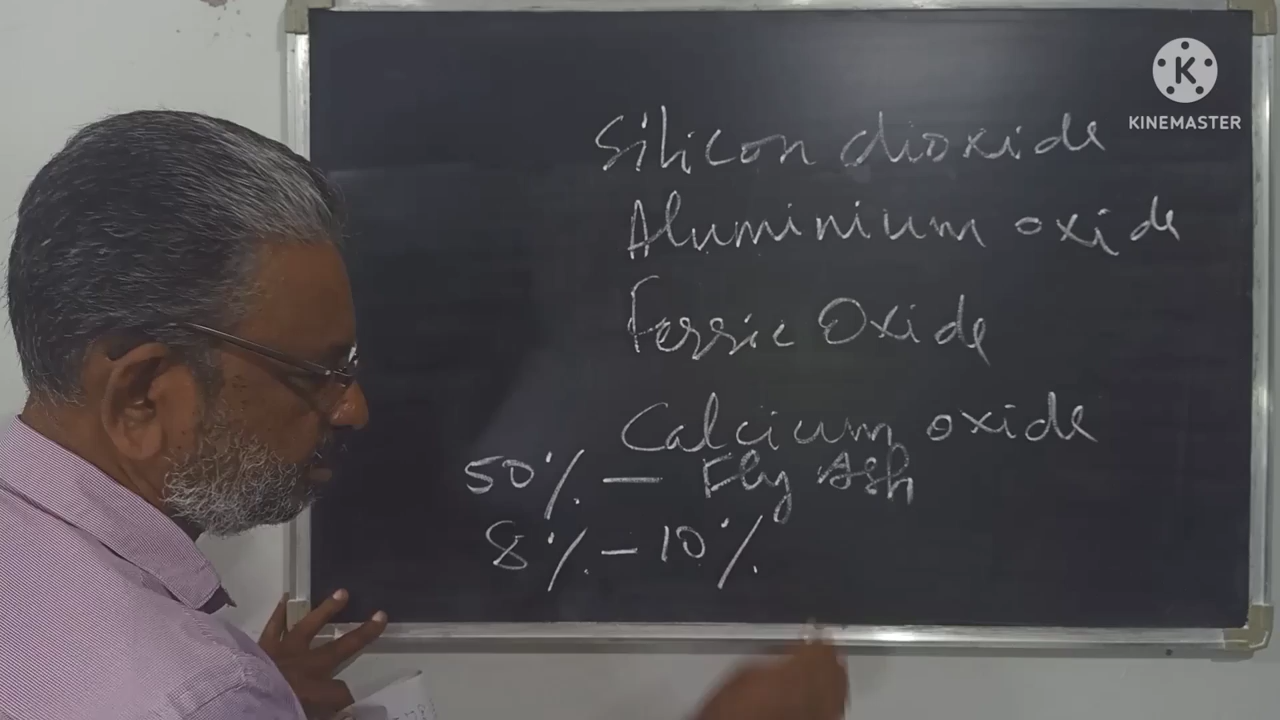 K
KINEMASTER
Silicon dioxide
Aluminium oxide
Ferric Oxide
Calcium oxide
50% — Fly Ash
8% – 10%